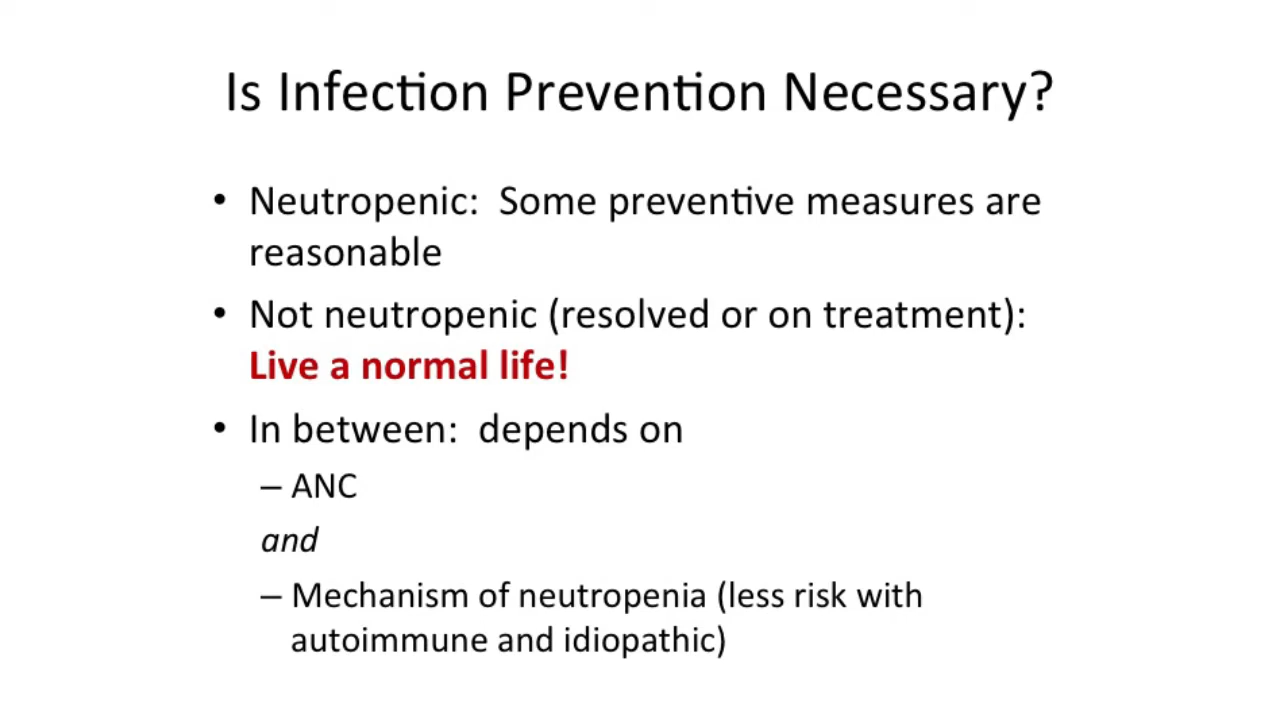 Is Infection Prevention Necessary?
• Neutropenic:  Some preventive measures are
reasonable
• Not neutropenic (resolved or on treatment):
Live a normal life!
• In between:  depends on
– ANC
and
– Mechanism of neutropenia (less risk with
autoimmune and idiopathic)